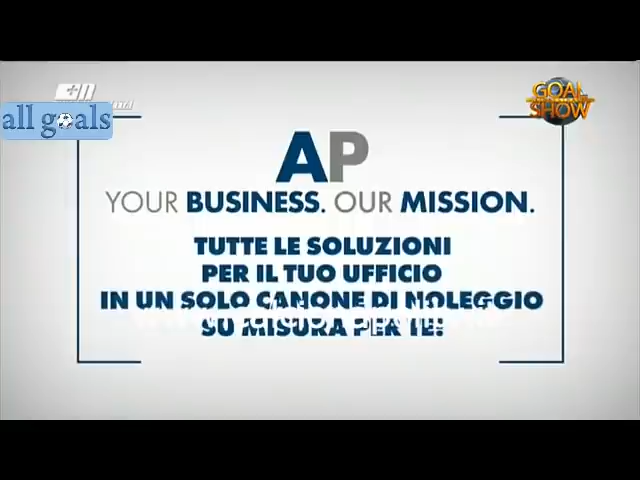 all goals
GOAL
SHOW
AP
YOUR BUSINESS. OUR MISSION.
TUTTE LE SOLUZIONI
PER IL TUO UFFICIO
IN UN SOLO CANONE DI NOLEGGIO
SU MISURA PER TE!